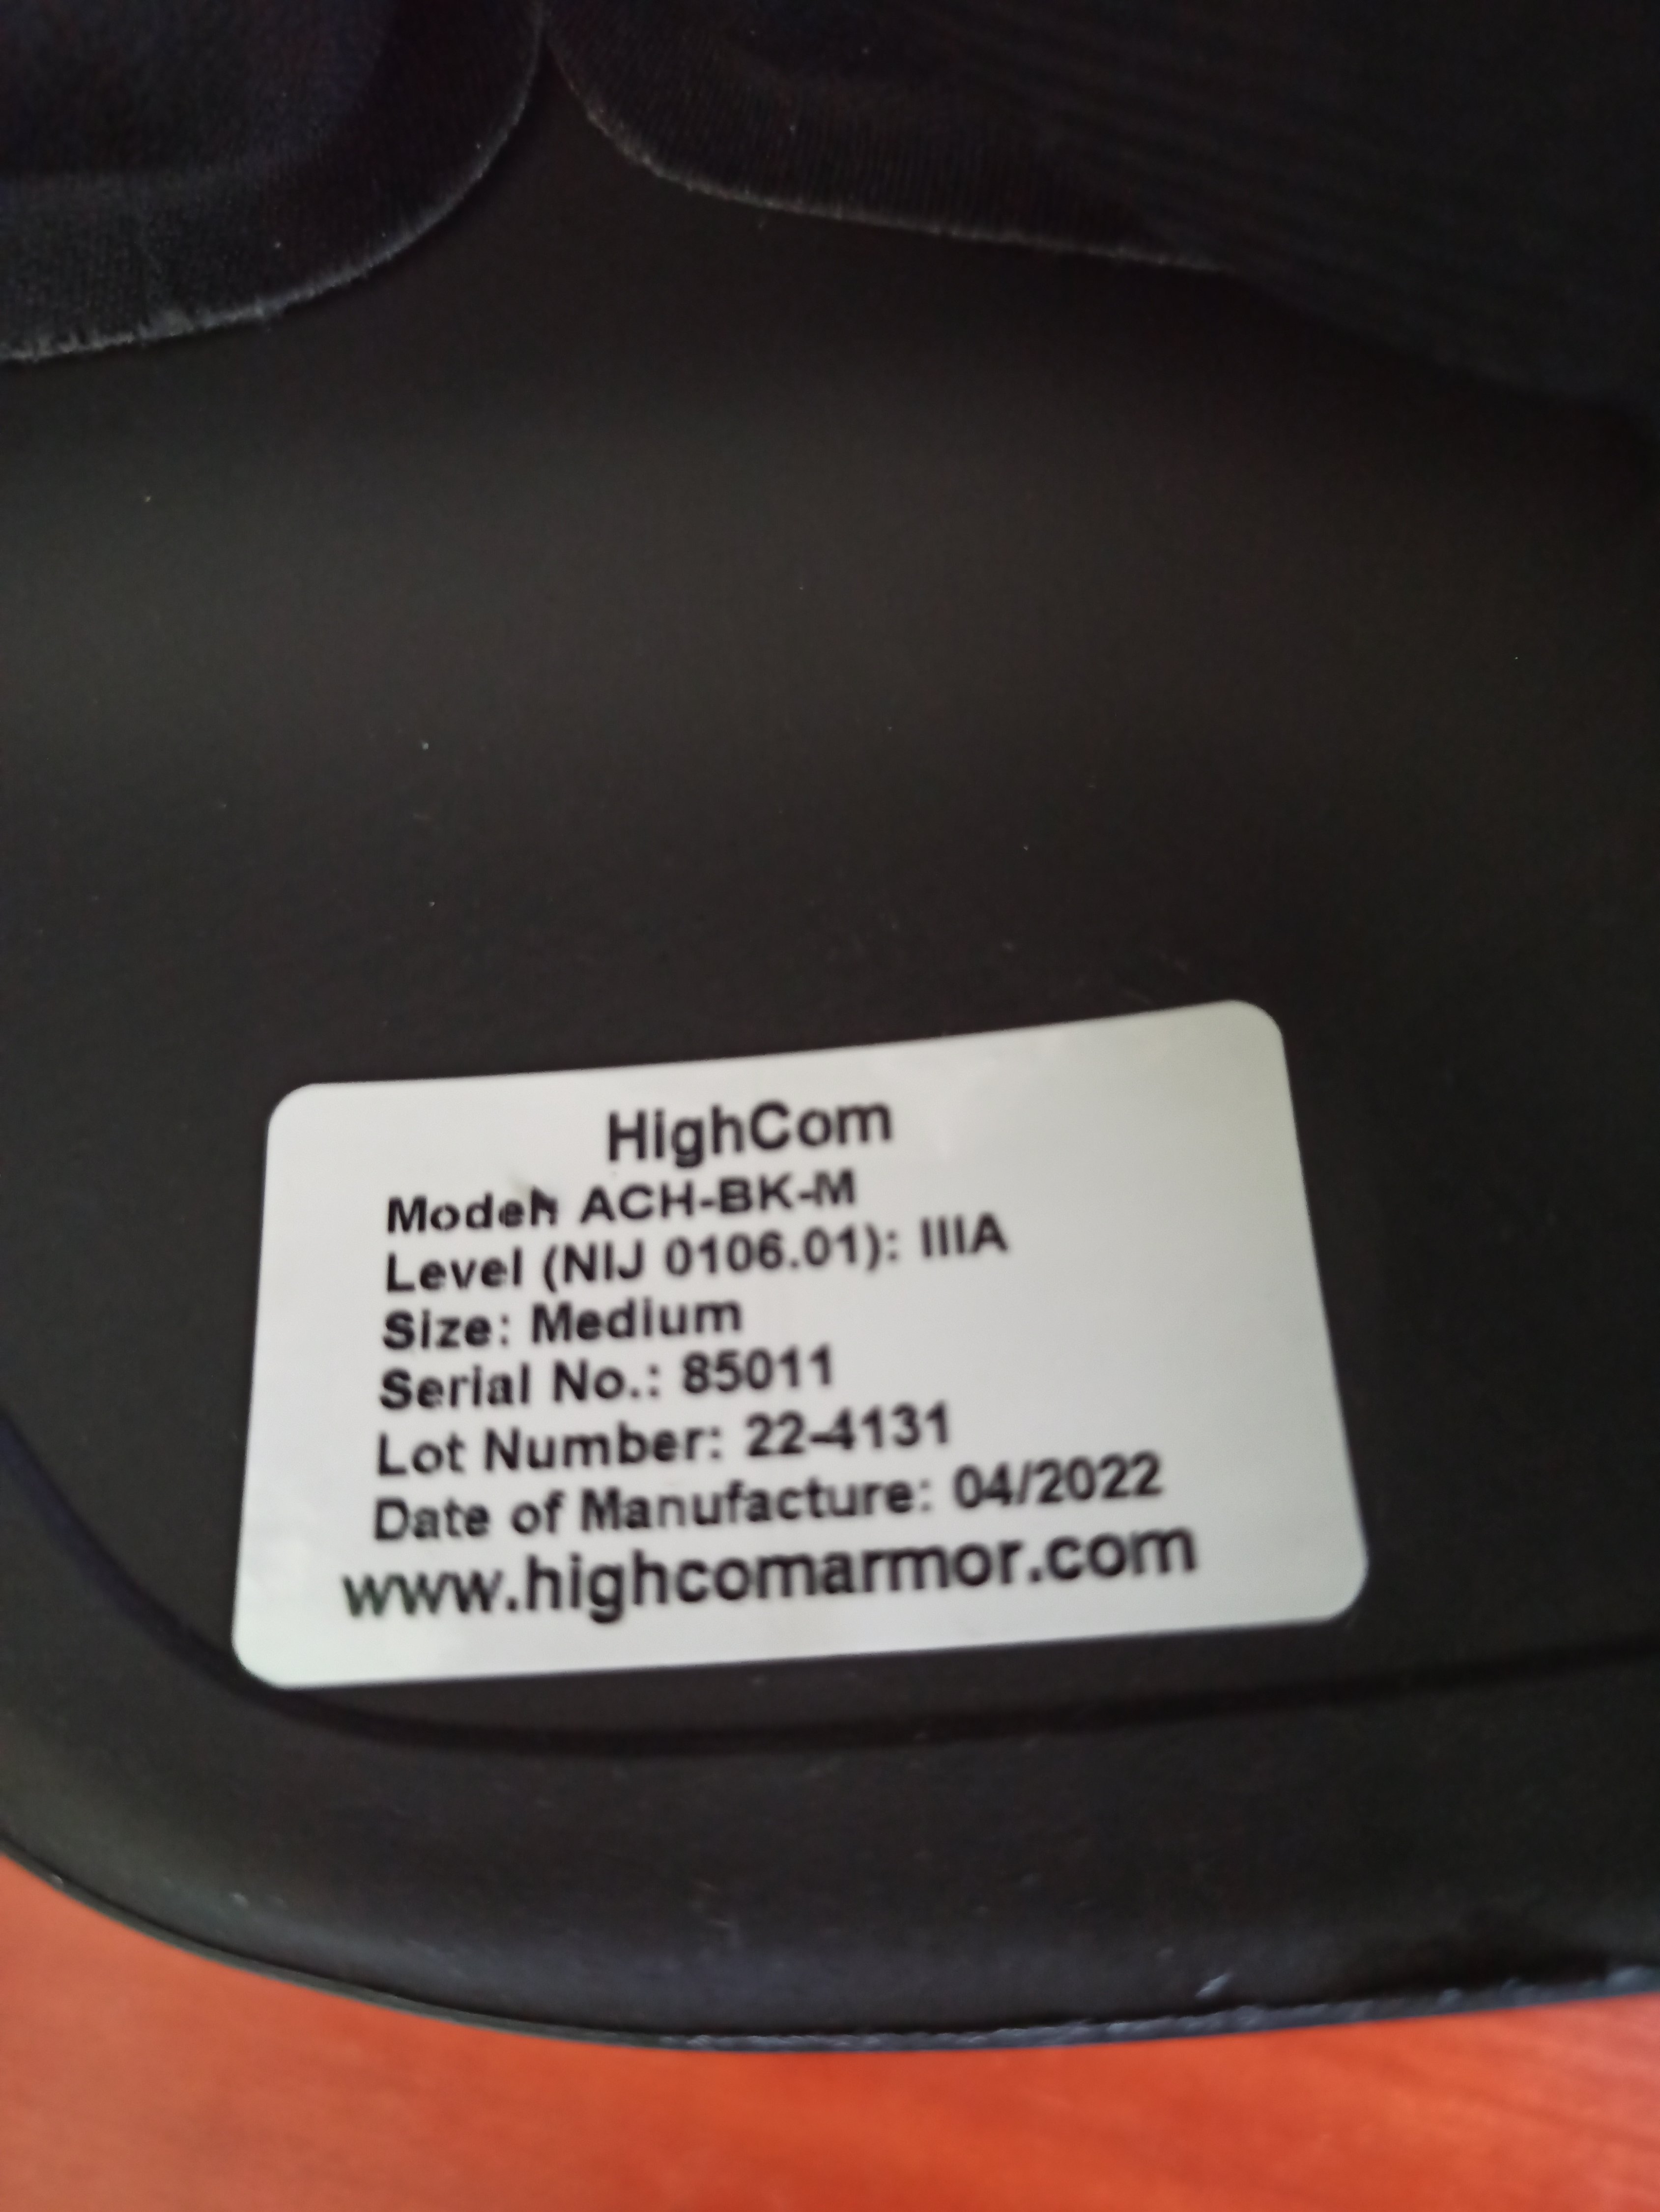 HighCom
Model: ACH-BK-M
Level (NIJ 0106.01): IIIA
Size: Medium
Serial No.: 85011
Lot Number: 22-4131
Date of Manufacture: 04/2022
www.highcomarmor.com